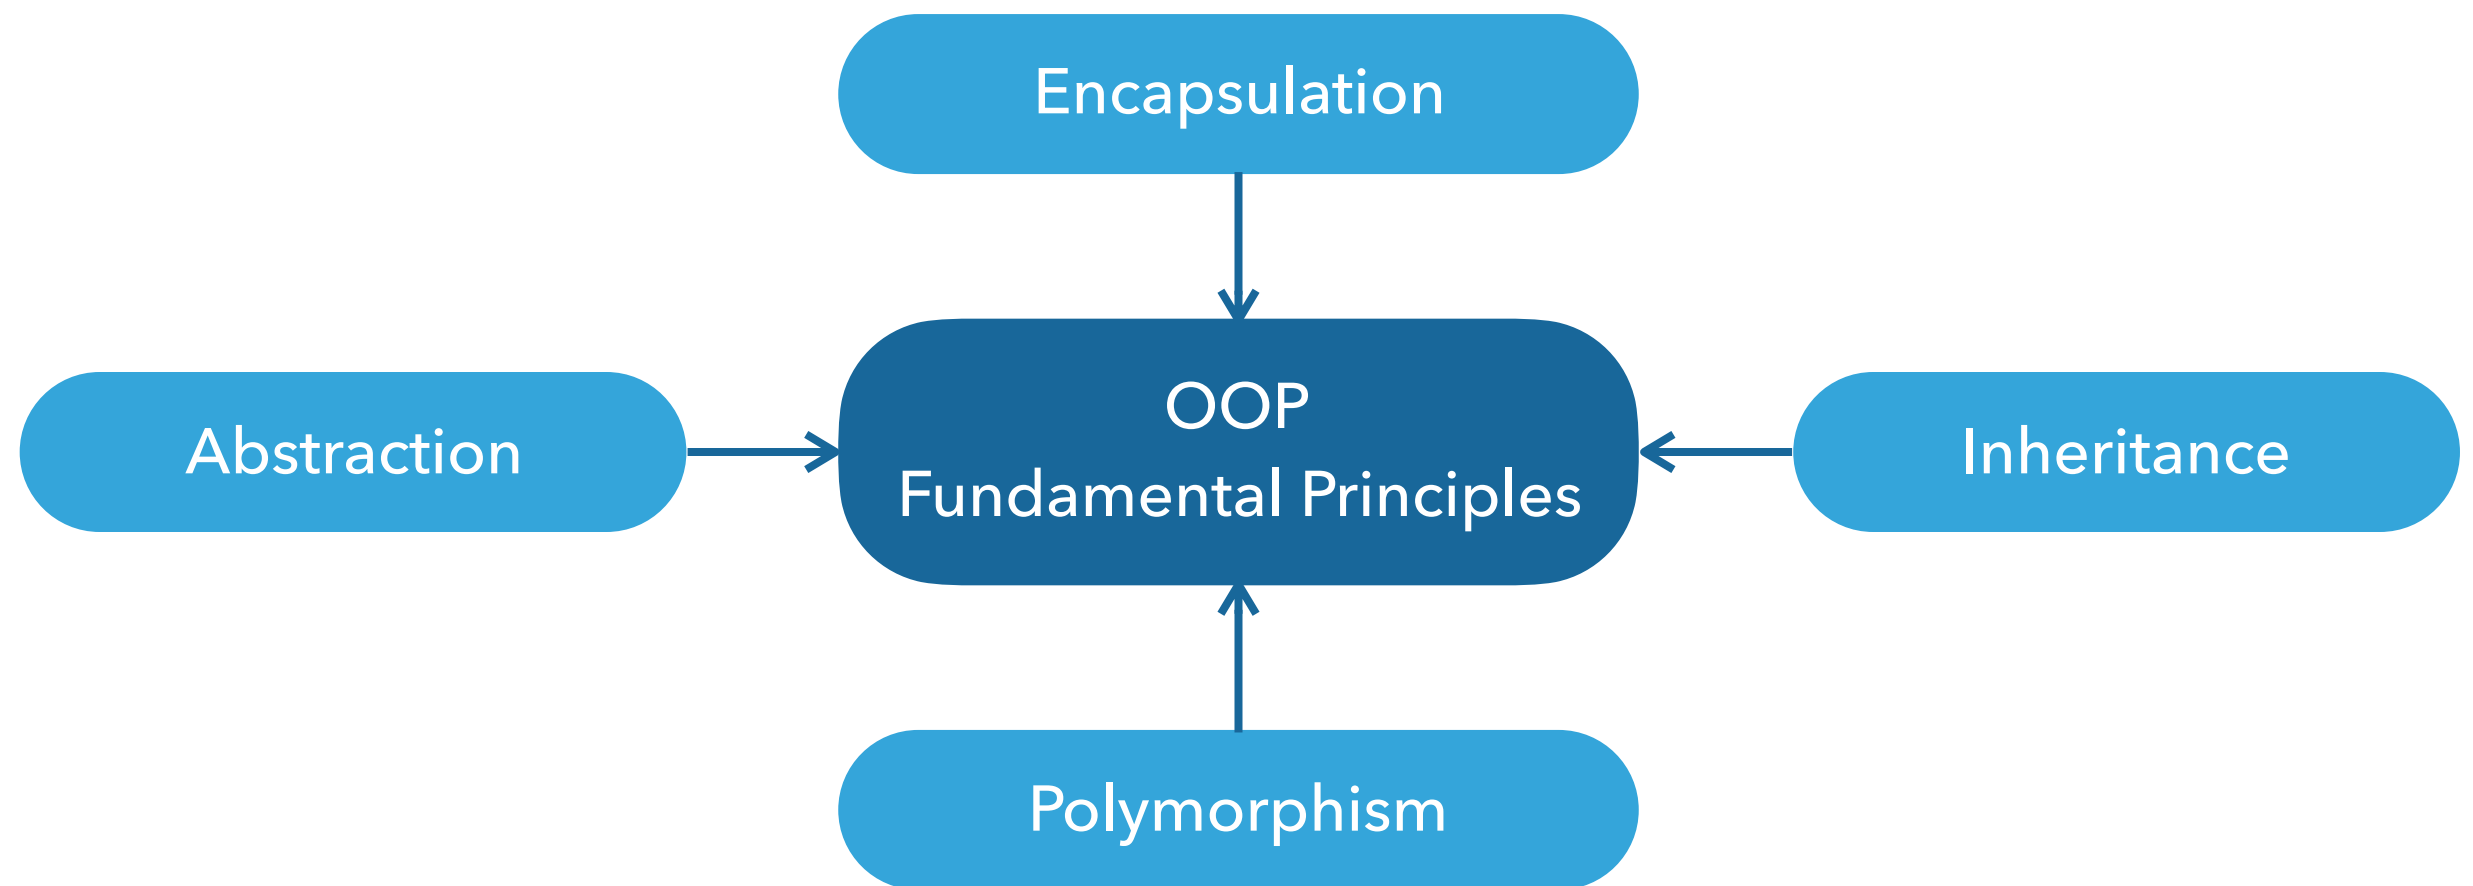 Encapsulation
Abstraction
OOP
Fundamental Principles
Inheritance
Polymorphism